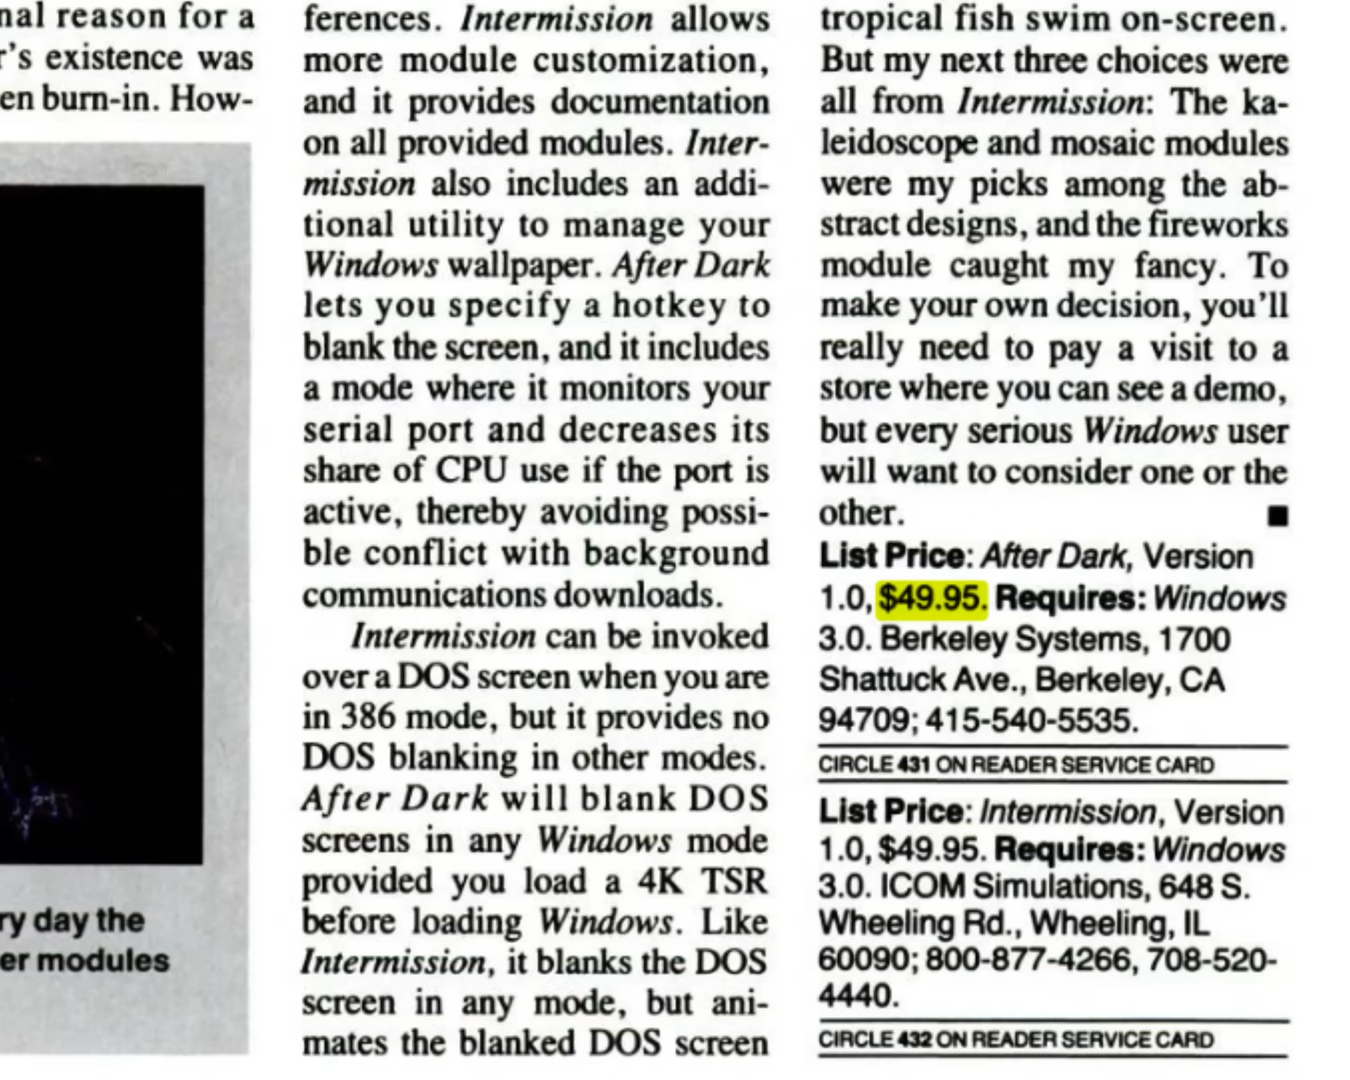 nal reason for a
r's existence was
en burn-in. How-
ry day the
er modules
ferences. Intermission allows
more module customization,
and it provides documentation
on all provided modules. Inter-
mission also includes an addi-
tional utility to manage your
Windows wallpaper. After Dark
lets you specify a hotkey to
blank the screen, and it includes
a mode where it monitors your
serial port and decreases its
share of CPU use if the port is
active, thereby avoiding possi-
ble conflict with background
communications downloads.
Intermission can be invoked
over a DOS screen when you are
in 386 mode, but it provides no
DOS blanking in other modes.
After Dark will blank DOS
screens in any Windows mode
provided you load a 4K TSR
before loading Windows. Like
Intermission, it blanks the DOS
screen in any mode, but ani-
mates the blanked DOS screen
tropical fish swim on-screen.
But my next three choices were
all from Intermission: The ka-
leidoscope and mosaic modules
were my picks among the ab-
stract designs, and the fireworks
module caught my fancy. To
make your own decision, you'll
really need to pay a visit to a
store where you can see a demo,
but every serious Windows user
will want to consider one or the
other. ■
List Price: After Dark, Version
1.0, $49.95. Requires: Windows
3.0. Berkeley Systems, 1700
Shattuck Ave., Berkeley, CA
94709; 415-540-5535.
CIRCLE 431 ON READER SERVICE CARD
List Price: Intermission, Version
1.0, $49.95. Requires: Windows
3.0. ICOM Simulations, 648 S.
Wheeling Rd., Wheeling, IL
60090; 800-877-4266, 708-520-
4440.
CIRCLE 432 ON READER SERVICE CARD